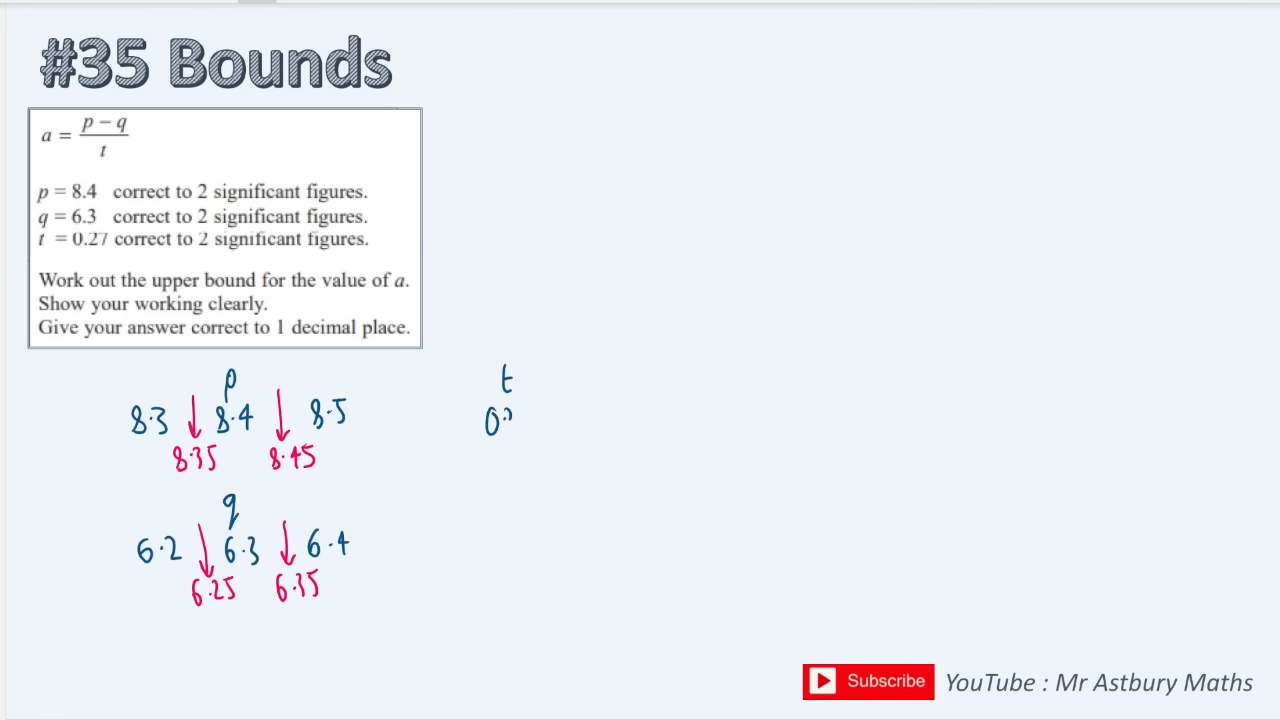 #35 Bounds
a = p − q / t
p = 8.4 correct to 2 significant figures.
q = 6.3 correct to 2 significant figures.
t = 0.27 correct to 2 significant figures.
Work out the upper bound for the value of a.
Show your working clearly.
Give your answer correct to 1 decimal place.
p
8.3 ↓ 8.4 ↓ 8.5
8.35 8.45
q
6.2 ↓ 6.3 ↓ 6.4
6.25 6.35
t
Subscribe
YouTube : Mr Astbury Maths